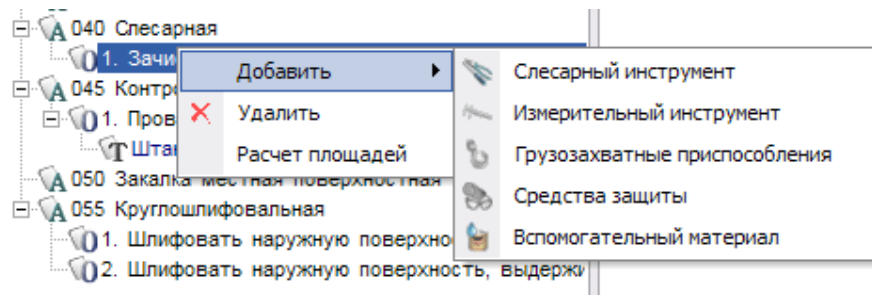 А 040 Слесарная
О 1. Зачи
Добавить
Слесарный инструмент
А 045 Контр
Удалить
Измерительный инструмент
О 1. Пров
Т Штан
Расчет площадей
Грузозахватные приспособления
А 050 Закалка местная поверхностная
Средства защиты
А 055 Круглошлифовальная
О 1. Шлифовать наружную поверхно
Вспомогательный материал
О 2. Шлифовать наружную поверхность, выдержи